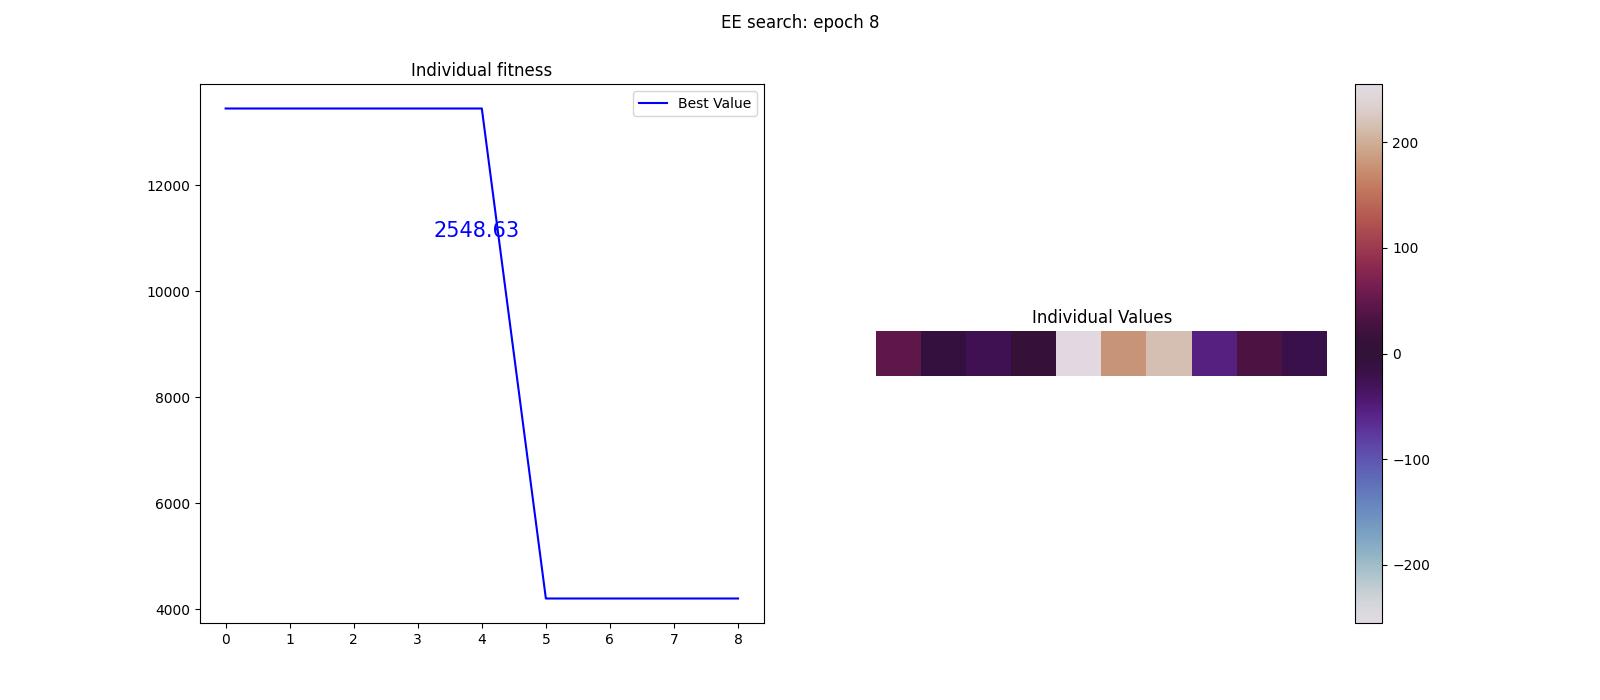 EE search: epoch 8
Individual fitness
Best Value
12000
10000
8000
6000
4000
2548.63
0 1 2 3 4 5 6 7 8
Individual Values
200
100
0
−100
−200